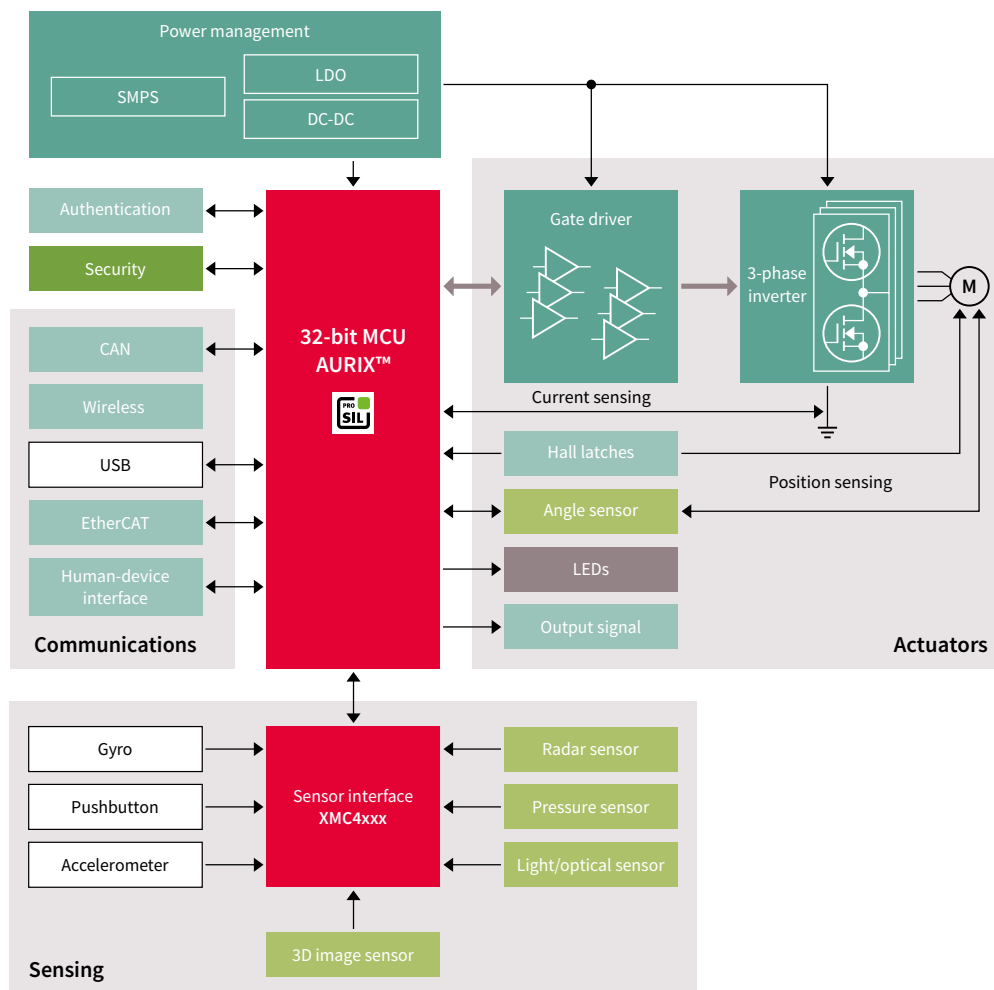 Power management
SMPS
LDO
DC-DC
Authentication
Security
CAN
Wireless
USB
EtherCAT
Human-device
interface
Communications
32-bit MCU
AURIX™
PRO
SIL
Gate driver
3-phase
inverter
M
Current sensing
Hall latches
Position sensing
Angle sensor
LEDs
Output signal
Actuators
Gyro
Pushbutton
Accelerometer
Sensor interface
XMC4xxx
Radar sensor
Pressure sensor
Light/optical sensor
3D image sensor
Sensing